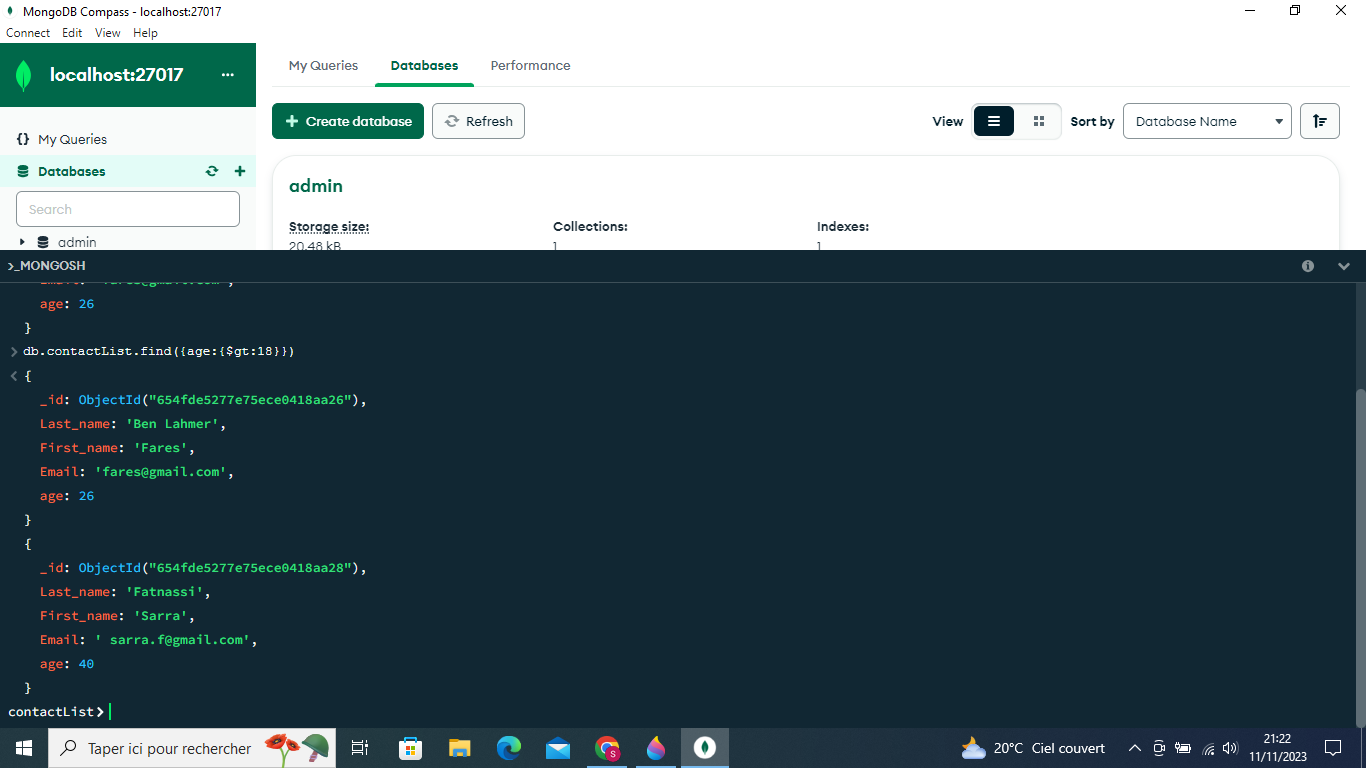 MongoDB Compass - localhost:27017
Connect Edit View Help
localhost:27017 ...
My Queries Databases Performance
Create database Refresh View Sort by Database Name
{} My Queries
Databases
Search
admin
admin
Storage size: Collections: Indexes:
20.48 kB 1 1
>_MONGOSH
age: 26
}
> db.contactList.find({age:{$gt:18}})
< {
_id: ObjectId("654fde5277e75ece0418aa26"),
Last_name: 'Ben Lahmer',
First_name: 'Fares',
Email: 'fares@gmail.com',
age: 26
}
{
_id: ObjectId("654fde5277e75ece0418aa28"),
Last_name: 'Fatnassi',
First_name: 'Sarra',
Email: ' sarra.f@gmail.com',
age: 40
}
contactList>
Taper ici pour rechercher
20°C Ciel couvert
21:22
11/11/2023